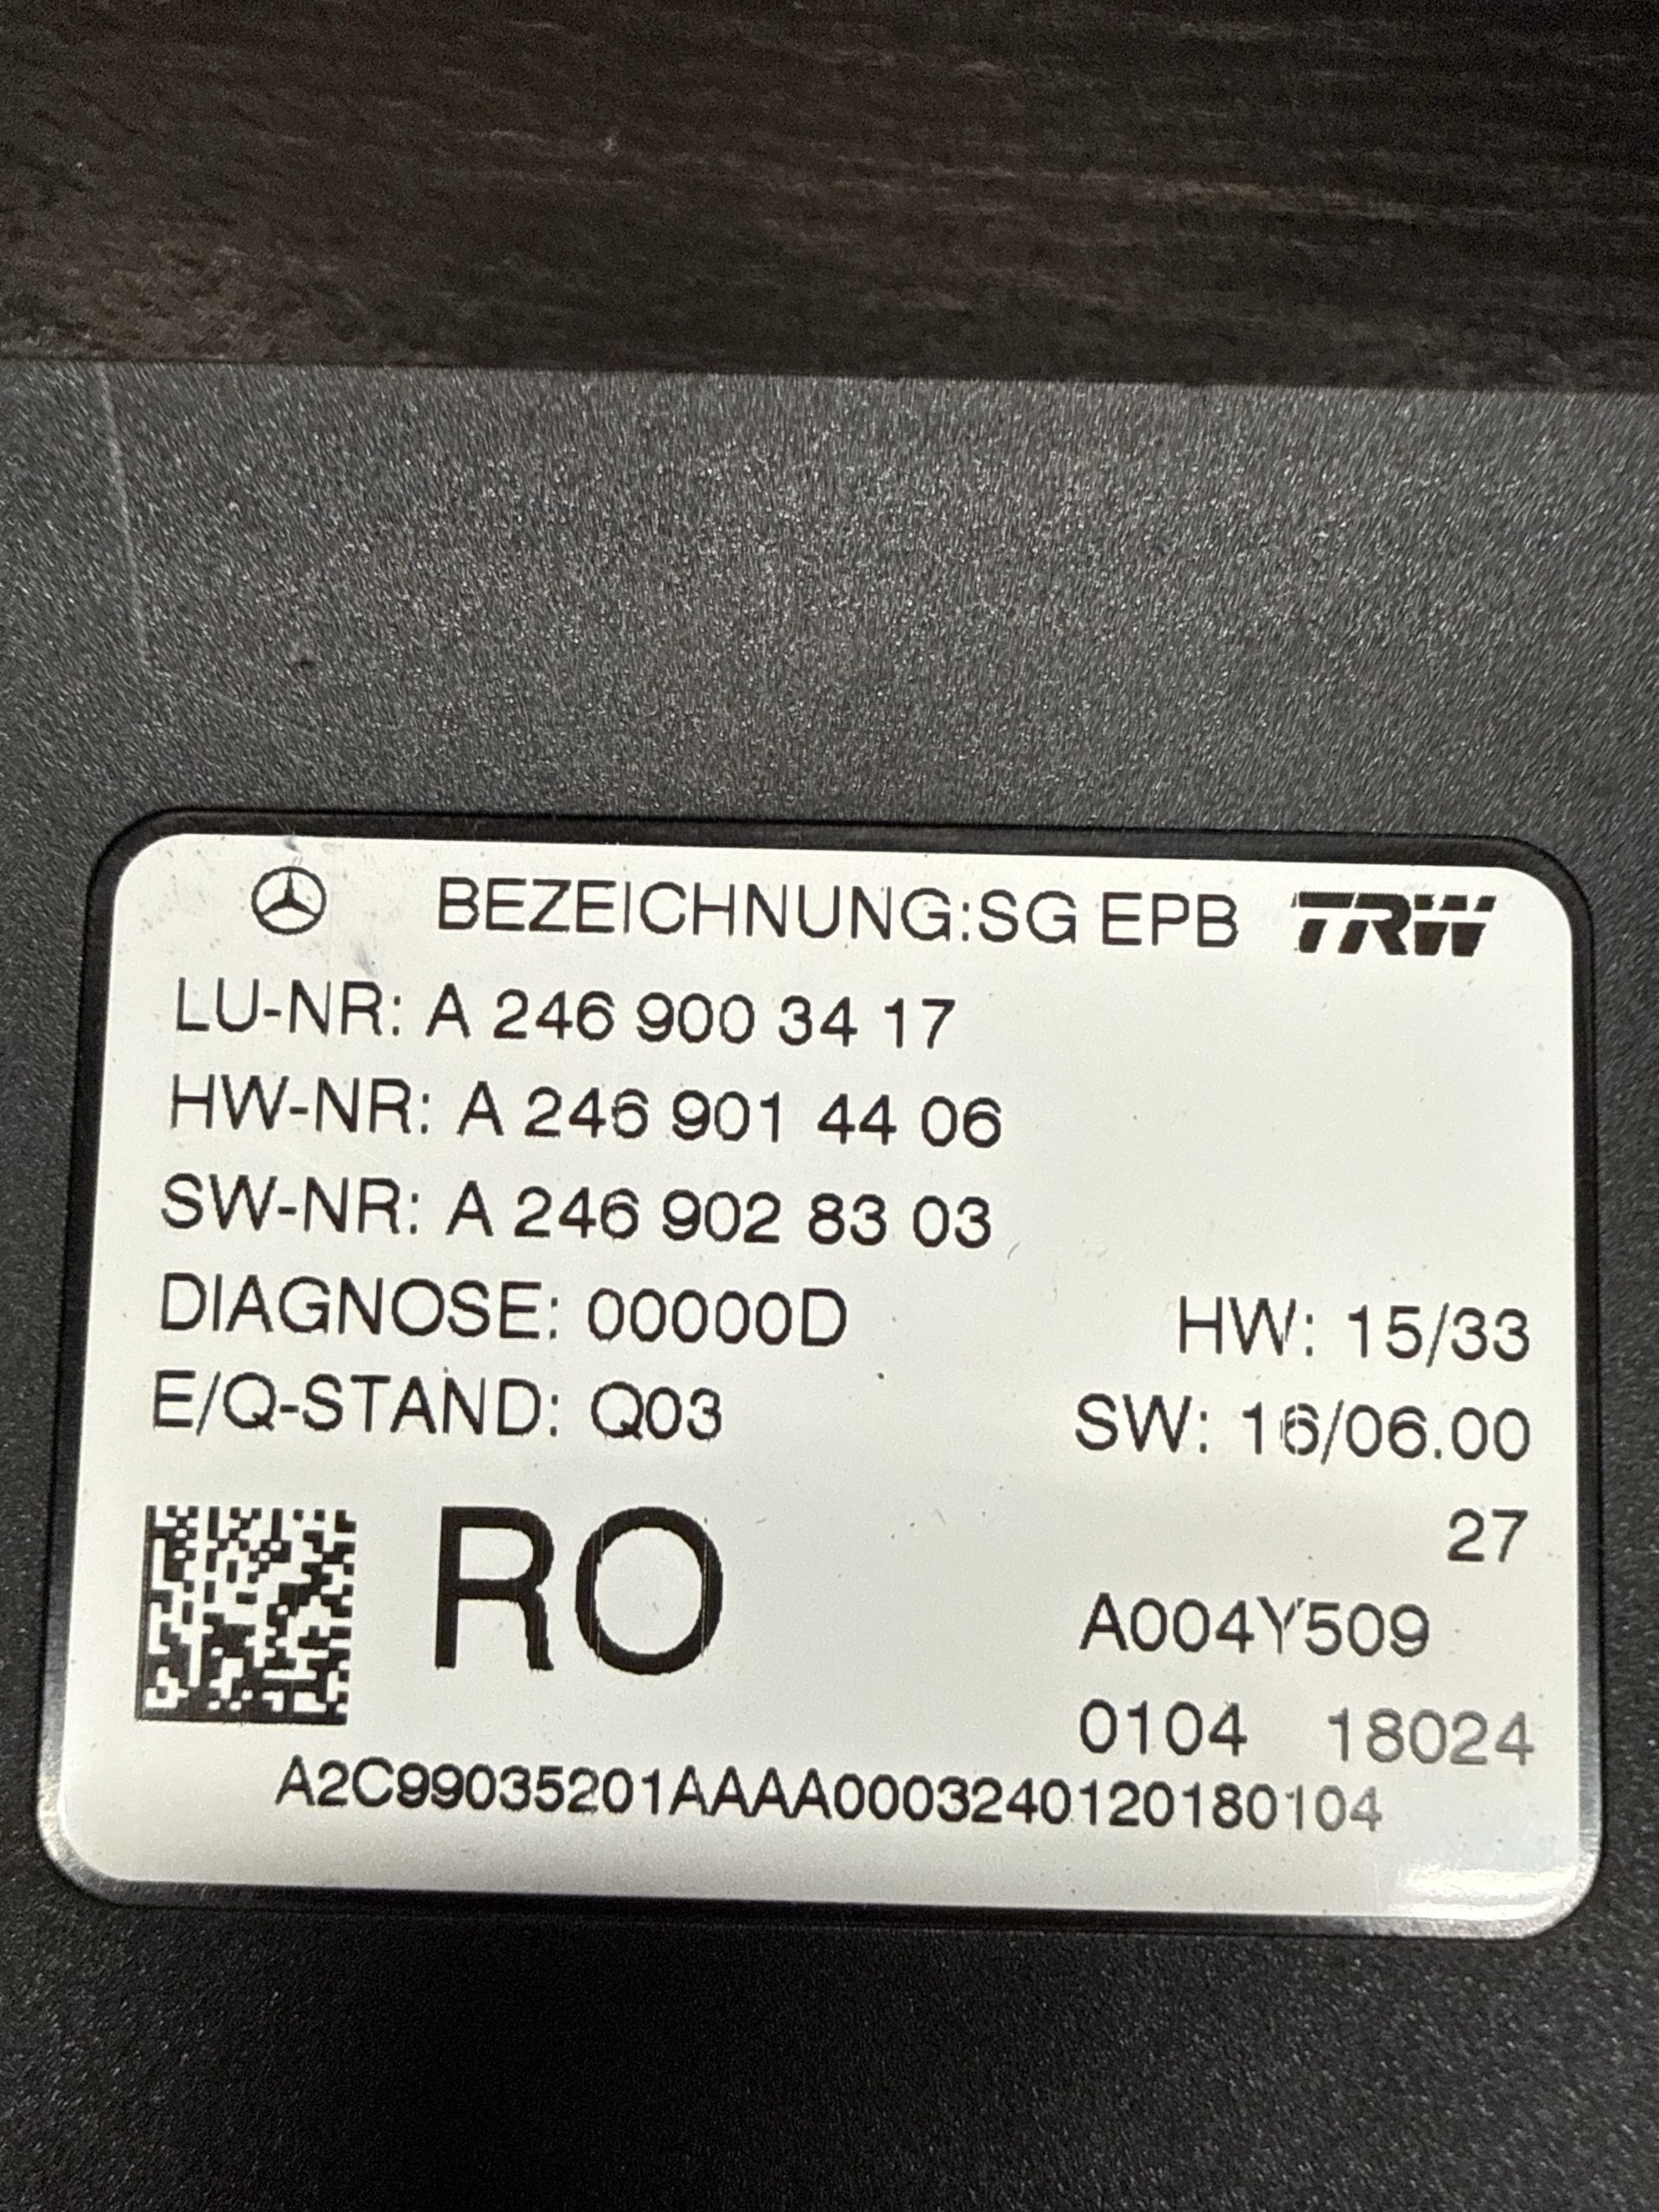 BEZEICHNUNG:SG EPB TRW
LU-NR: A 246 900 34 17
HW-NR: A 246 901 44 06
SW-NR: A 246 902 83 03
DIAGNOSE: 00000D HW: 15/33
E/Q-STAND: Q03 SW: 16/06.00
27
RO
A004Y509
0104 18024
A2C99035201AAAA0003240120180104